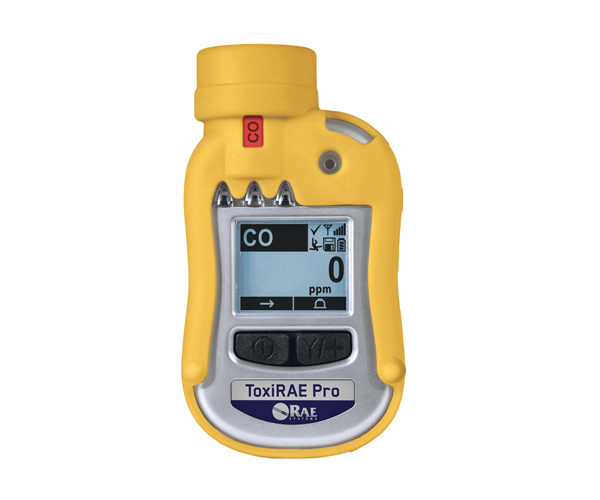 CO
CO
0
ppm
Y/+
ToxiRAE Pro
RAE
SYSTEMS